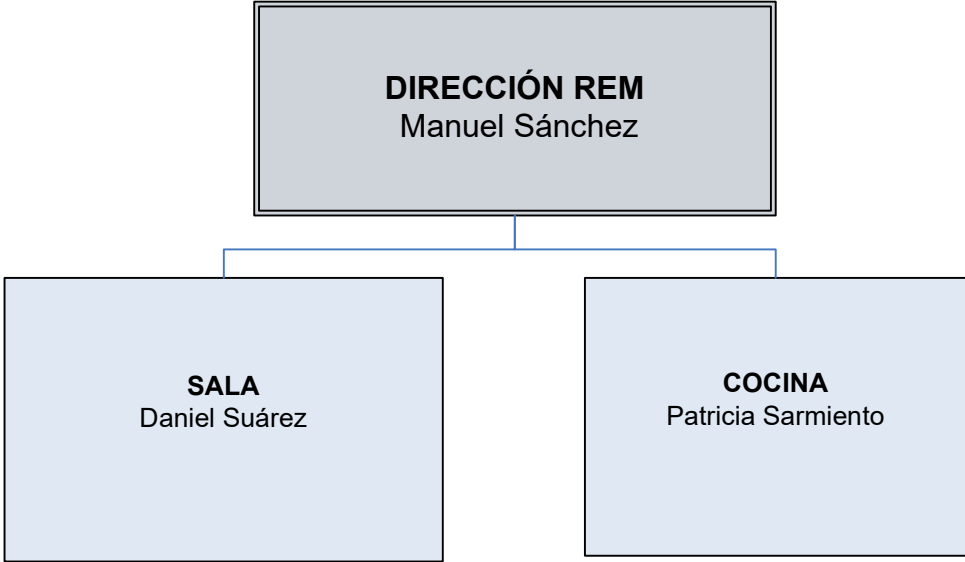 DIRECCIÓN REM
Manuel Sánchez
SALA
Daniel Suárez
COCINA
Patricia Sarmiento